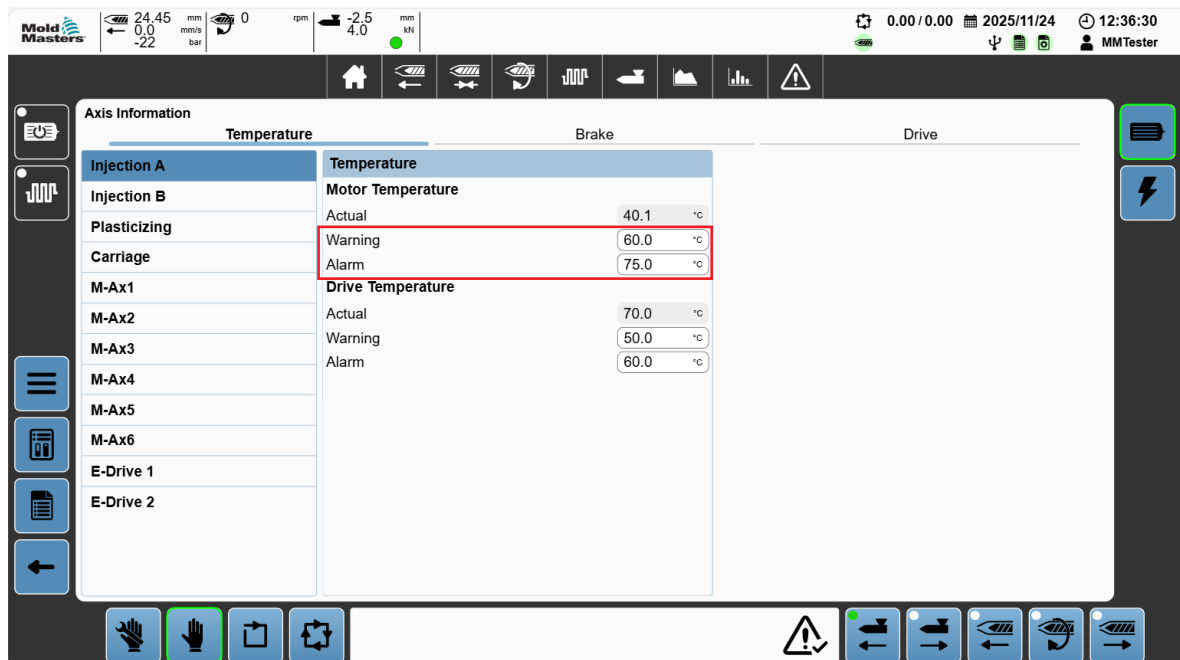 Mold
Masters
24.45 mm
0.0 mm/s
-22 bar
0 rpm
-2.5 mm
4.0 kN
0.00 / 0.00
2025/11/24
12:36:30
MMTester
Axis Information
Temperature Brake Drive
Injection A
Injection B
Plasticizing
Carriage
M-Ax1
M-Ax2
M-Ax3
M-Ax4
M-Ax5
M-Ax6
E-Drive 1
E-Drive 2
Temperature
Motor Temperature
Actual 40.1 °C
Warning 60.0 °C
Alarm 75.0 °C
Drive Temperature
Actual 70.0 °C
Warning 50.0 °C
Alarm 60.0 °C